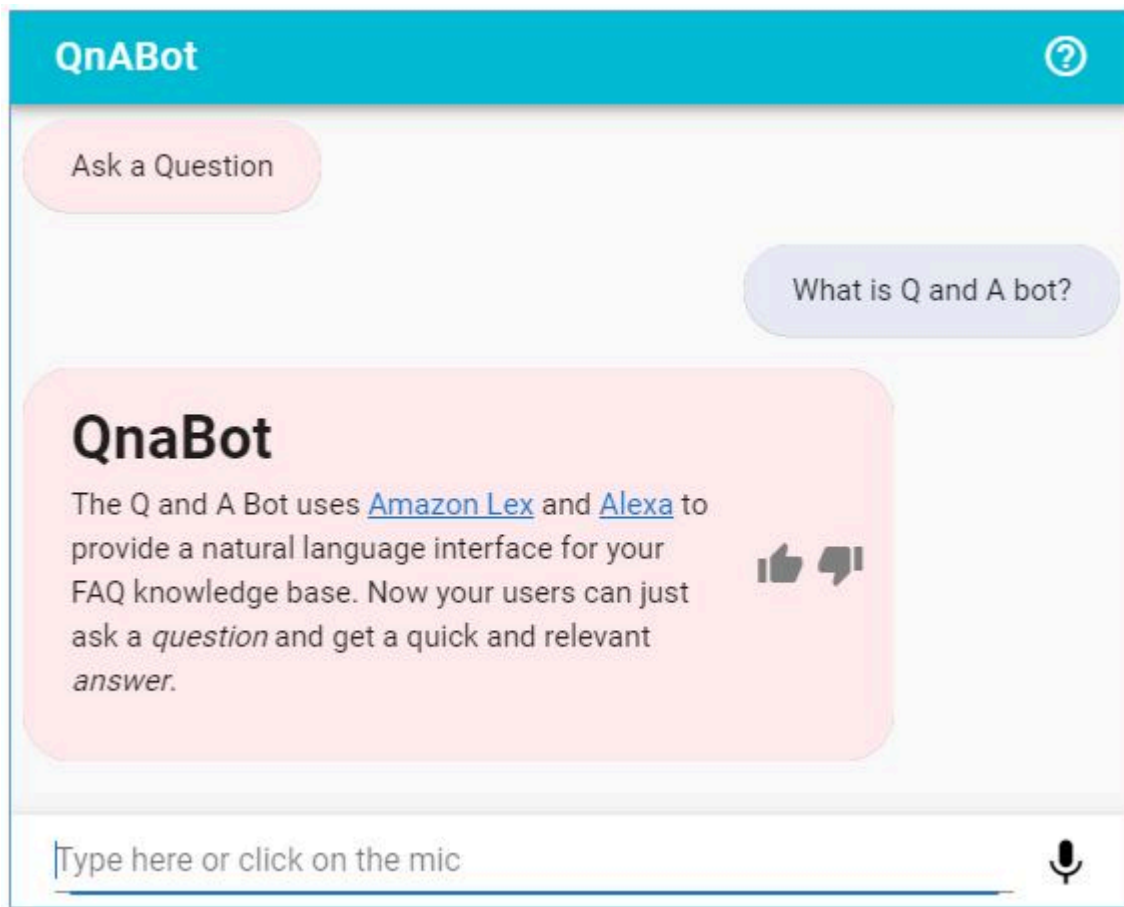 QnABot
Ask a Question
What is Q and A bot?
QnaBot
The Q and A Bot uses Amazon Lex and Alexa to
provide a natural language interface for your
FAQ knowledge base. Now your users can just
ask a question and get a quick and relevant
answer.
Type here or click on the mic